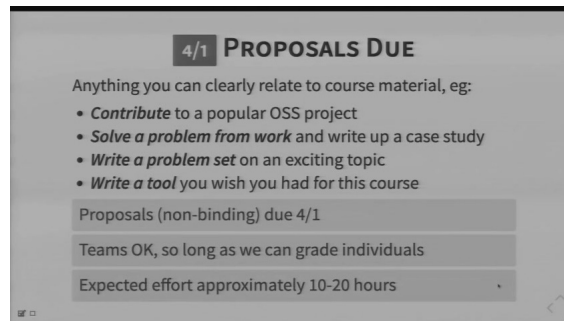 4/1 PROPOSALS DUE
Anything you can clearly relate to course material, eg:
• Contribute to a popular OSS project
• Solve a problem from work and write up a case study
• Write a problem set on an exciting topic
• Write a tool you wish you had for this course
Proposals (non-binding) due 4/1
Teams OK, so long as we can grade individuals
Expected effort approximately 10-20 hours